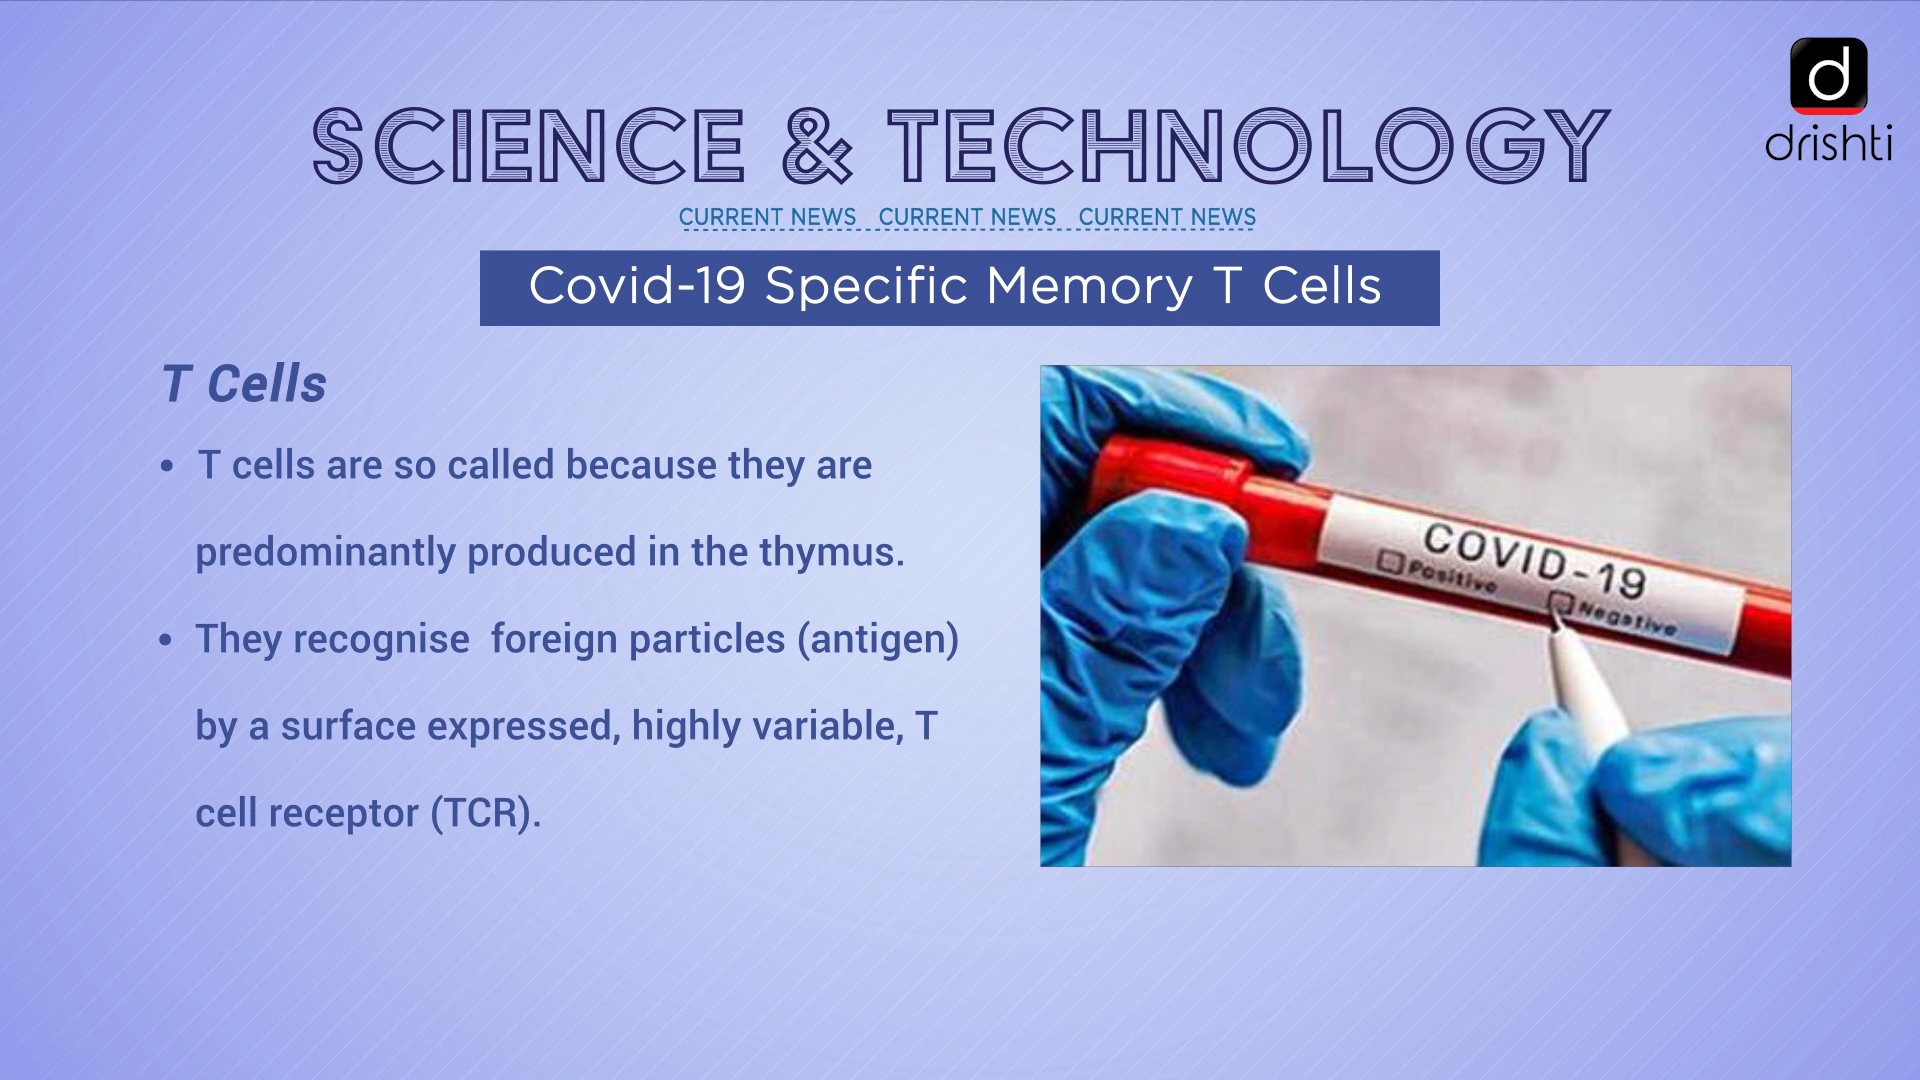 SCIENCE & TECHNOLOGY
d
drishti
CURRENT NEWS CURRENT NEWS CURRENT NEWS
Covid-19 Specific Memory T Cells
T Cells
• T cells are so called because they are
predominantly produced in the thymus.
• They recognise foreign particles (antigen)
by a surface expressed, highly variable, T
cell receptor (TCR).
COVID-19
Positive
Negative